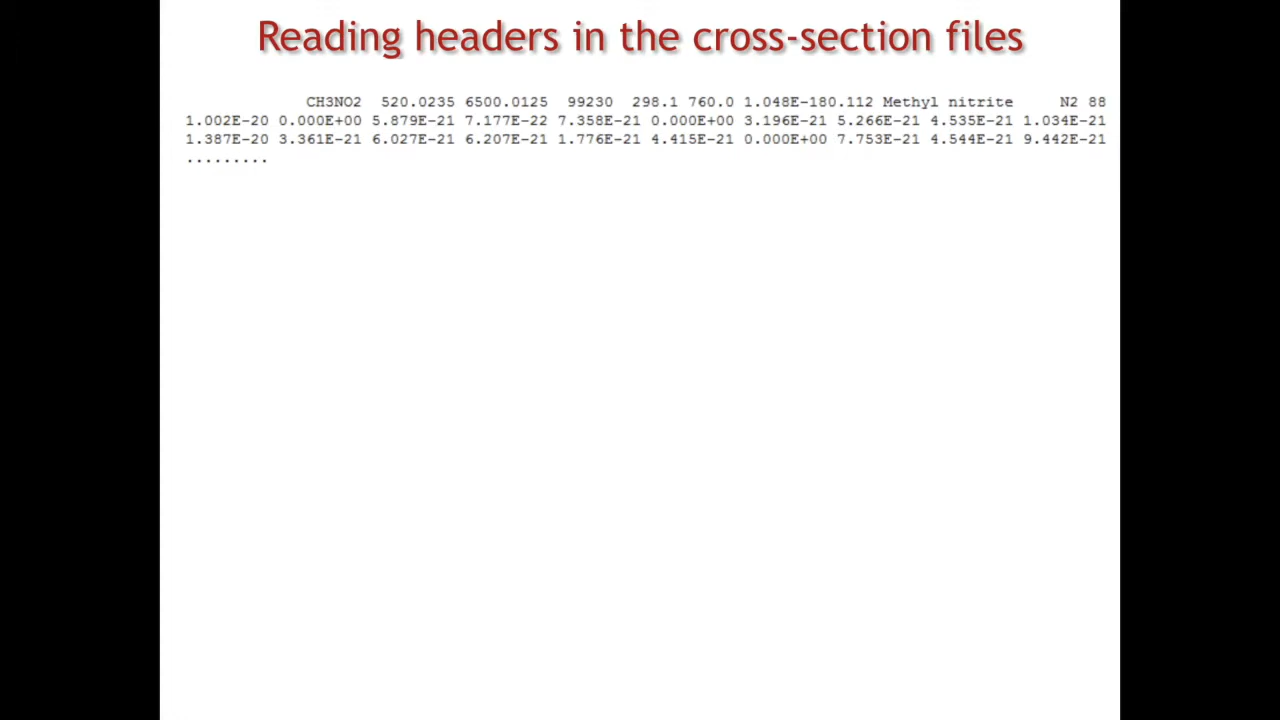 Reading headers in the cross-section files
CH3NO2 520.0235 6500.0125 99230 298.1 760.0 1.048E-180.112 Methyl nitrite N2 88
1.002E-20 0.000E+00 5.879E-21 7.177E-22 7.358E-21 0.000E+00 3.196E-21 5.266E-21 4.535E-21 1.034E-21
1.387E-20 3.361E-21 6.027E-21 6.207E-21 1.776E-21 4.415E-21 0.000E+00 7.753E-21 4.544E-21 9.442E-21
.........